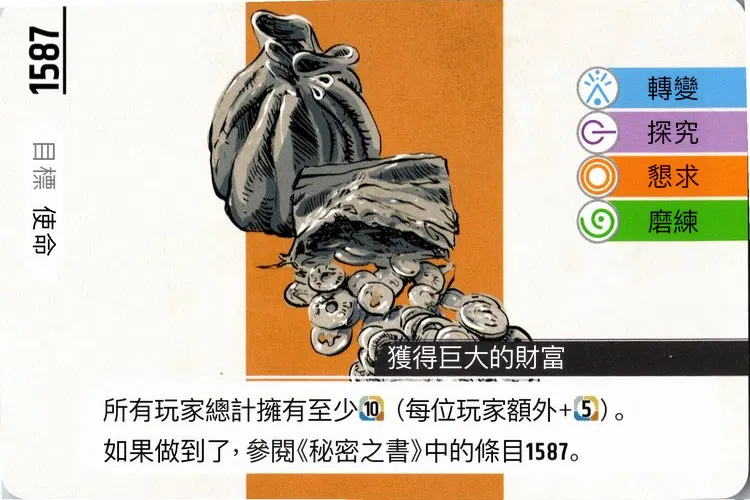 1587
目標 使命
轉變
探究
懇求
磨練
獲得巨大的財富
所有玩家總計擁有至少10（每位玩家額外+5）。
如果做到了，參閱《秘密之書》中的條目1587。